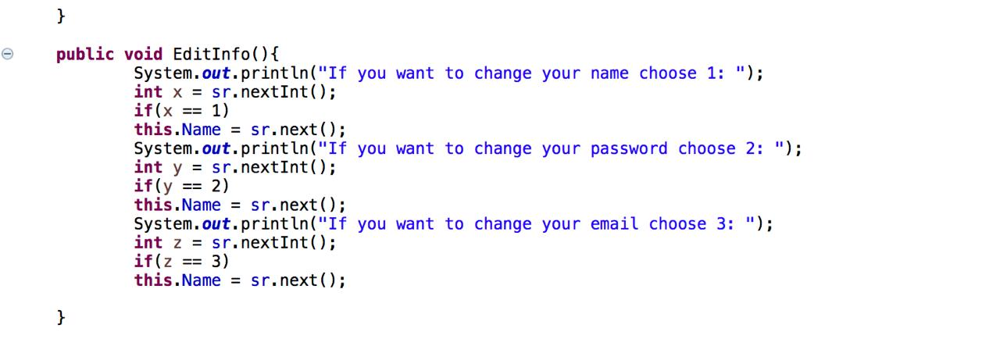 }
public void EditInfo(){
System.out.println("If you want to change your name choose 1: ");
int x = sr.nextInt();
if(x == 1)
this.Name = sr.next();
System.out.println("If you want to change your password choose 2: ");
int y = sr.nextInt();
if(y == 2)
this.Name = sr.next();
System.out.println("If you want to change your email choose 3: ");
int z = sr.nextInt();
if(z == 3)
this.Name = sr.next();
}